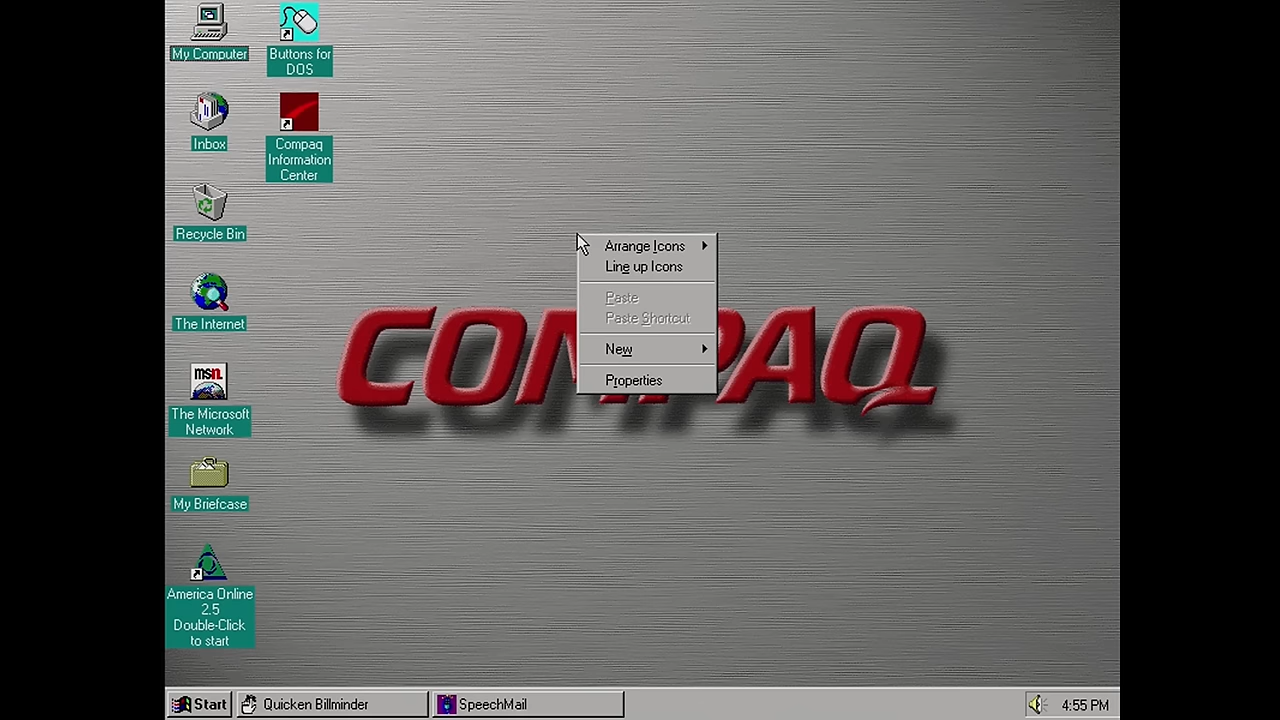 My Computer
Buttons for
DOS
Inbox
Compaq
Information
Center
Recycle Bin
The Internet
msn.
The Microsoft
Network
My Briefcase
America Online
2.5
Double-Click
to start
Arrange Icons
Line up Icons
Paste
Paste Shortcut
New
Properties
COMPAQ
Start
Quicken Billminder
SpeechMail
4:55 PM